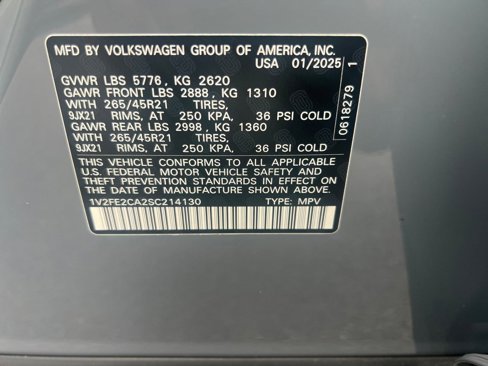 MFD BY VOLKSWAGEN GROUP OF AMERICA, INC.
USA 01/2025
GVWR LBS 5776, KG 2620
GAWR FRONT LBS 2888, KG 1310
WITH 265/45R21 TIRES,
9JX21 RIMS, AT 250 KPA, 36 PSI COLD
GAWR REAR LBS 2998, KG 1360
WITH 265/45R21 TIRES,
9JX21 RIMS, AT 250 KPA, 36 PSI COLD
THIS VEHICLE CONFORMS TO ALL APPLICABLE
U.S. FEDERAL MOTOR VEHICLE SAFETY AND
THEFT PREVENTION STANDARDS IN EFFECT ON
THE DATE OF MANUFACTURE SHOWN ABOVE.
1V2FE2CA2SC214130 TYPE: MPV
0618279 1